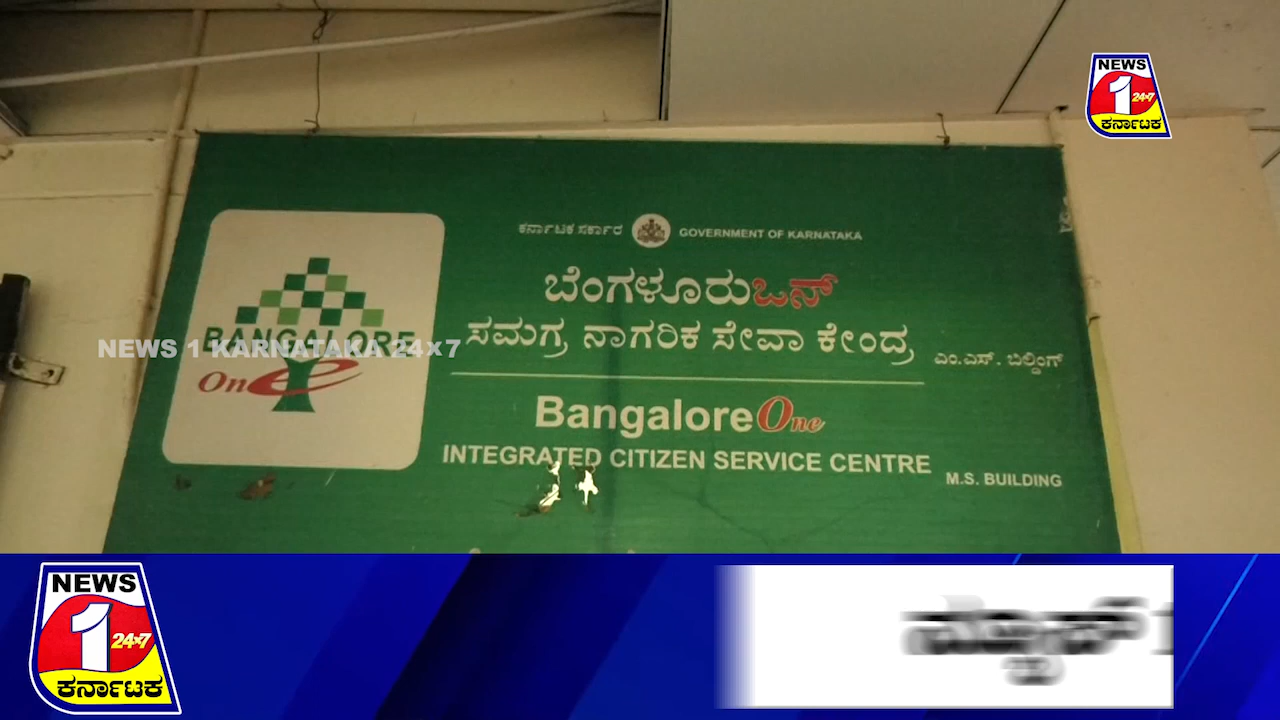 NEWS
1
24×7
ಕರ್ನಾಟಕ
ಕರ್ನಾಟಕ ಸರ್ಕಾರ GOVERNMENT OF KARNATAKA
ಬೆಂಗಳೂರುಒನ್
ಸಮಗ್ರ ನಾಗರಿಕ ಸೇವಾ ಕೇಂದ್ರ ಎಂ.ಎಸ್. ಬಿಲ್ಡಿಂಗ್
BANGALORE
One
NEWS 1 KARNATAKA 24×7
BangaloreOne
INTEGRATED CITIZEN SERVICE CENTRE M.S. BUILDING
NEWS
1
24×7
ಕರ್ನಾಟಕ